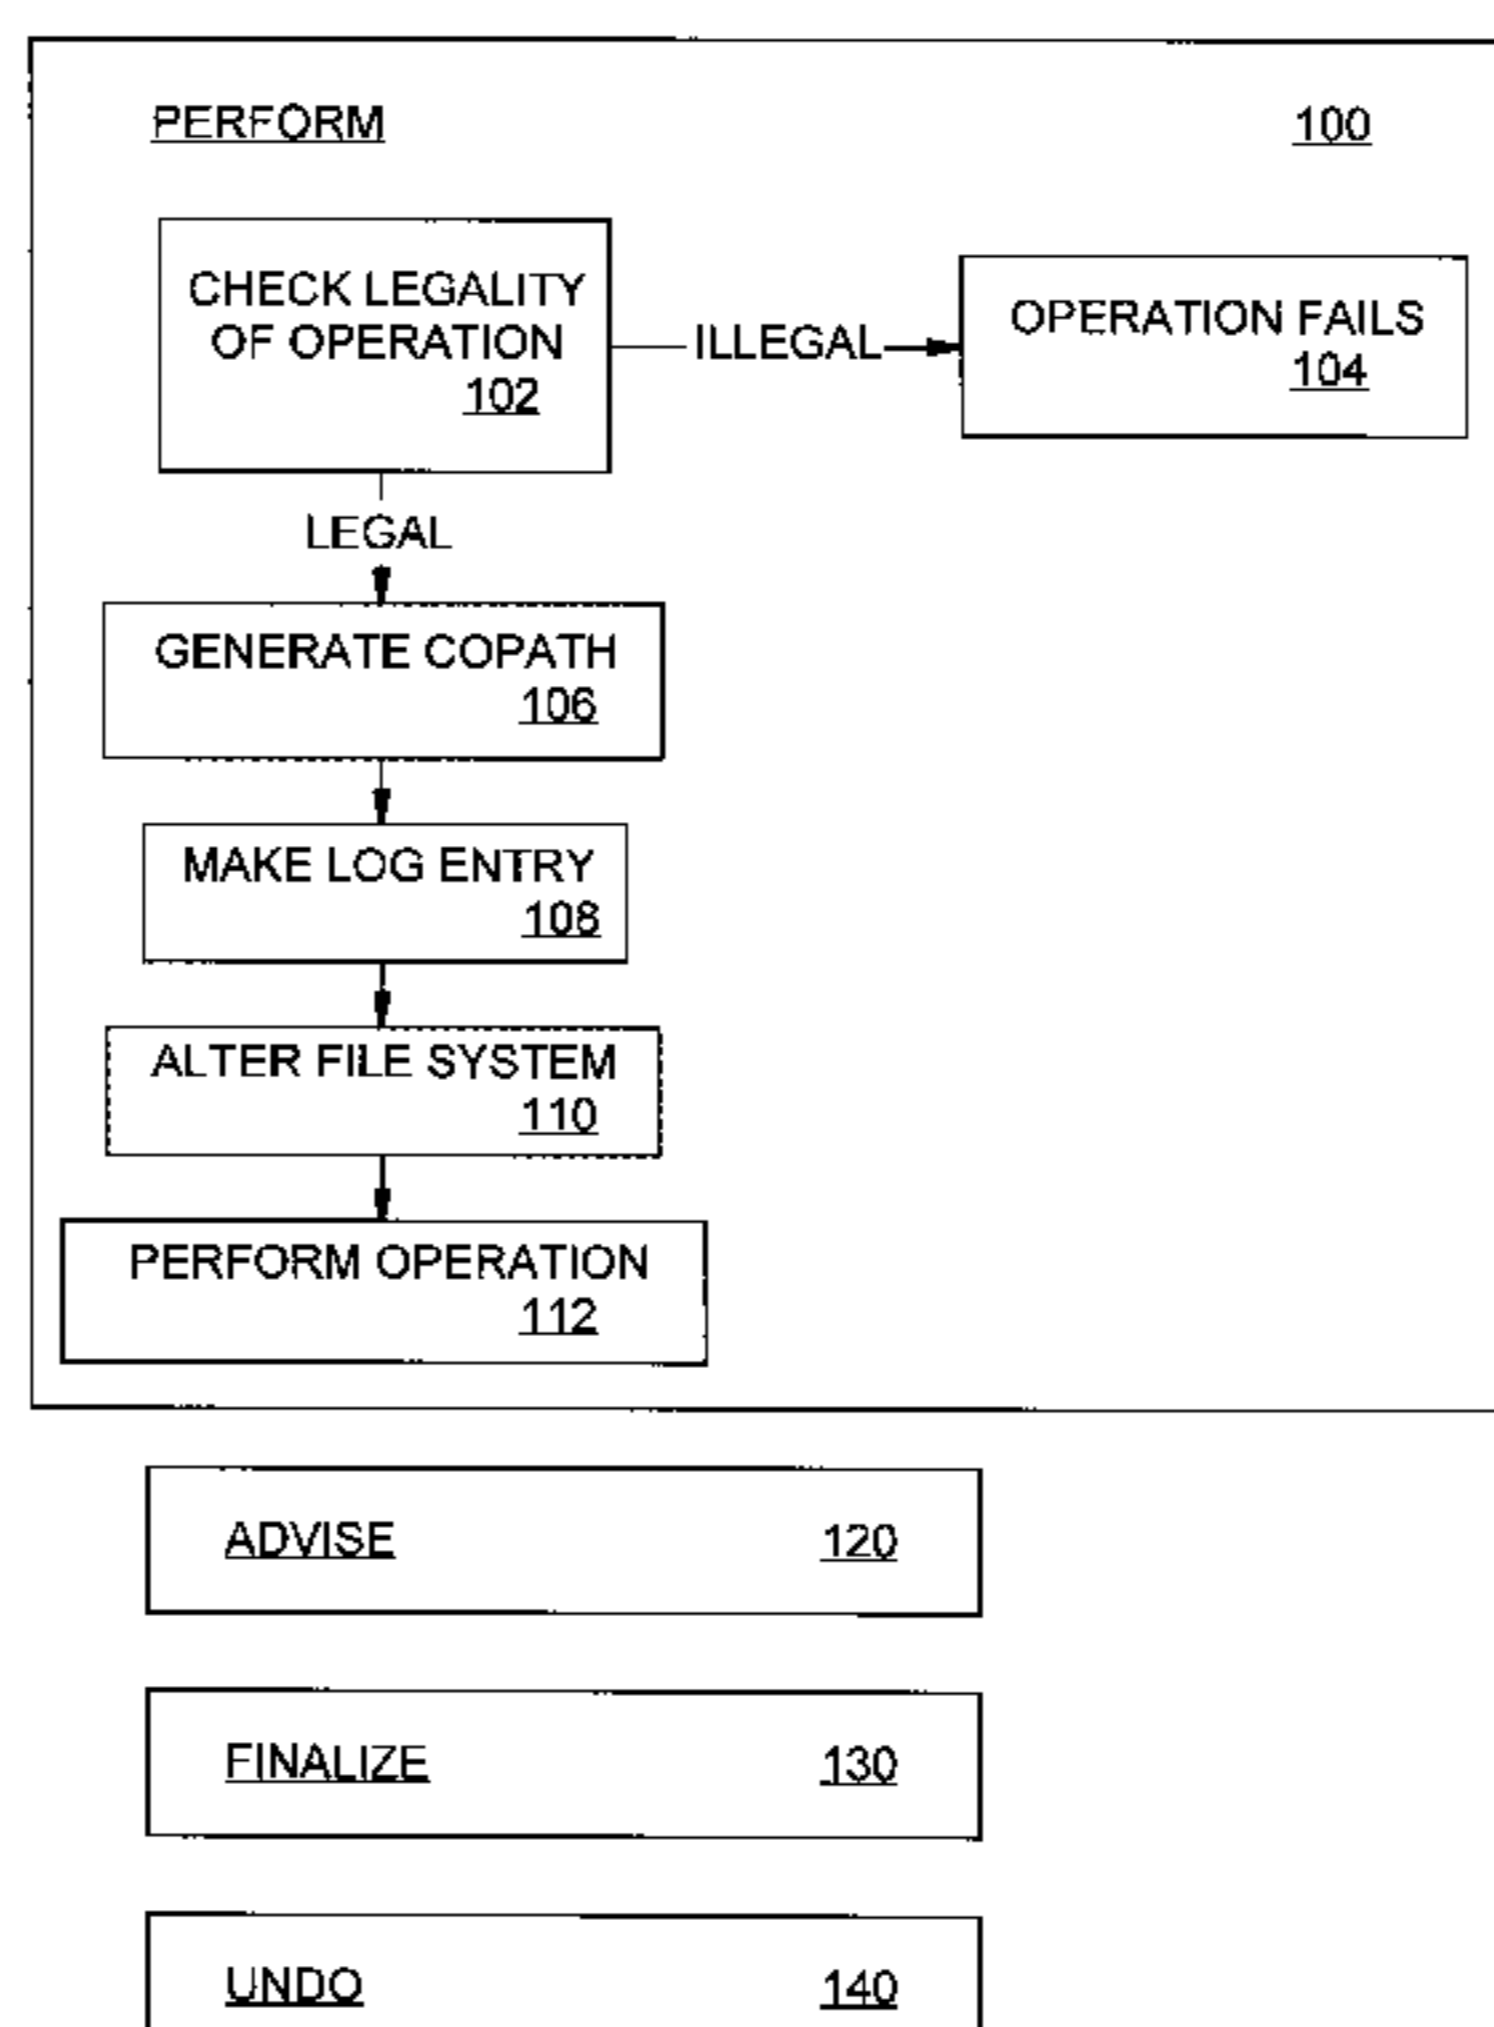 PERFORM 100
CHECK LEGALITY
OF OPERATION
102
ILLEGAL
OPERATION FAILS
104
LEGAL
GENERATE COPATH
106
MAKE LOG ENTRY
108
ALTER FILE SYSTEM
110
PERFORM OPERATION
112
ADVISE 120
FINALIZE 130
UNDO 140